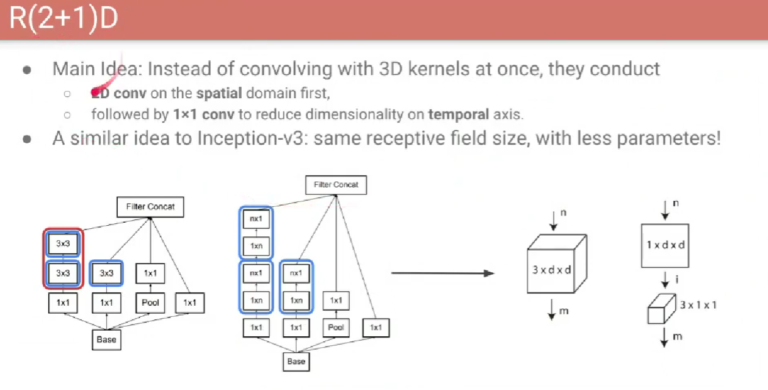 R(2+1)D
Main Idea: Instead of convolving with 3D kernels at once, they conduct
2D conv on the spatial domain first,
followed by 1×1 conv to reduce dimensionality on temporal axis.
A similar idea to Inception-v3: same receptive field size, with less parameters!
Filter Concat
3x3
3x3
3x3
1x1
1x1
1x1
Pool
1x1
Base
Filter Concat
nx1
1xn
nx1
nx1
1xn
1xn
1x1
1x1
1x1
Pool
1x1
Base
n
3 x d x d
m
n
1 x d x d
i
3 x 1 x 1
m